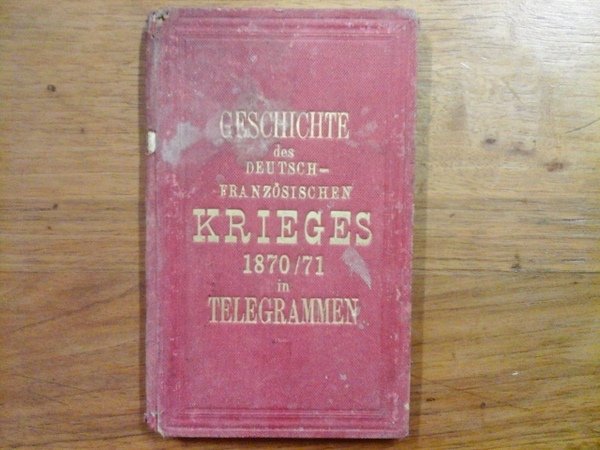 GESCHICHTE
des
DEUTSCH-
FRANZÖSISCHEN
KRIEGES
1870/71
in
TELEGRAMMEN